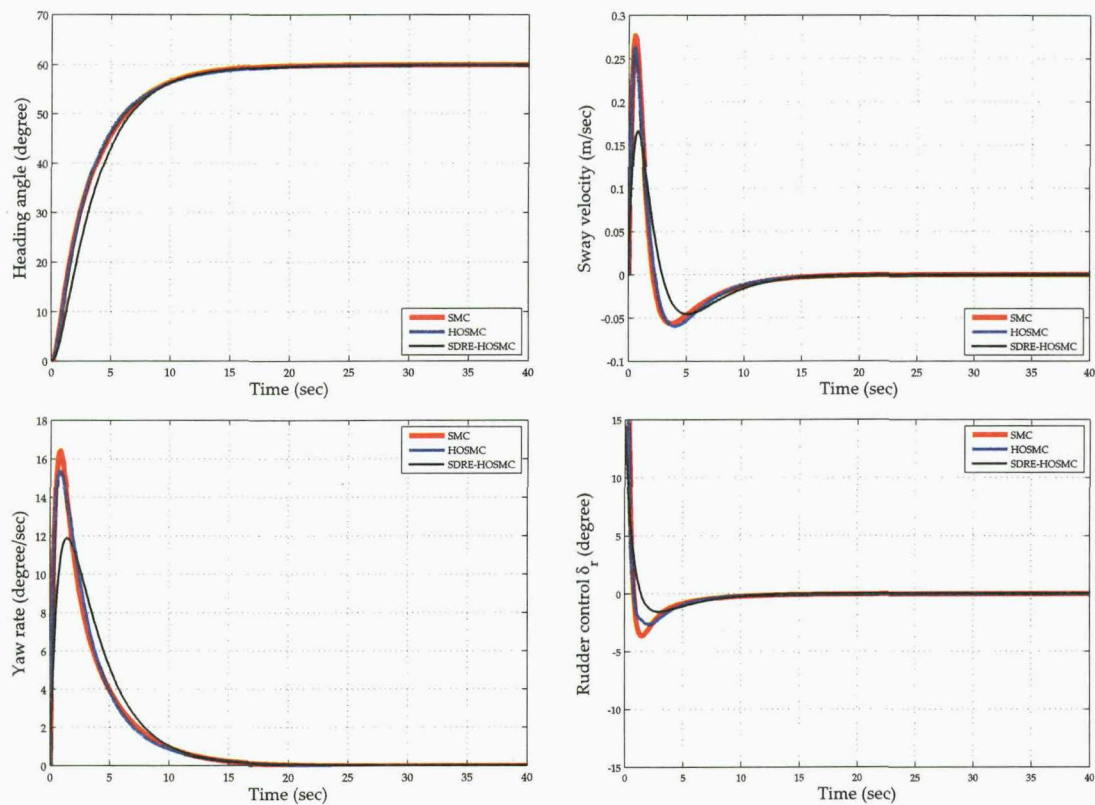 70
60
50
40
30
20
10
0
Heading angle (degree)
SMC
HOSMC
SDRE-HOSMC
0 5 10 15 20 25 30 35 40
Time (sec)
0.3
0.25
0.2
0.15
0.1
0.05
0
-0.05
-0.1
Sway velocity (m/sec)
SMC
HOSMC
SDRE-HOSMC
0 5 10 15 20 25 30 35 40
Time (sec)
18
16
14
12
10
8
6
4
2
0
Yaw rate (degree/sec)
SMC
HOSMC
SDRE-HOSMC
0 5 10 15 20 25 30 35 40
Time (sec)
15
10
5
0
-5
-10
-15
Rudder control δr (degree)
SMC
HOSMC
SDRE-HOSMC
0 5 10 15 20 25 30 35 40
Time (sec)